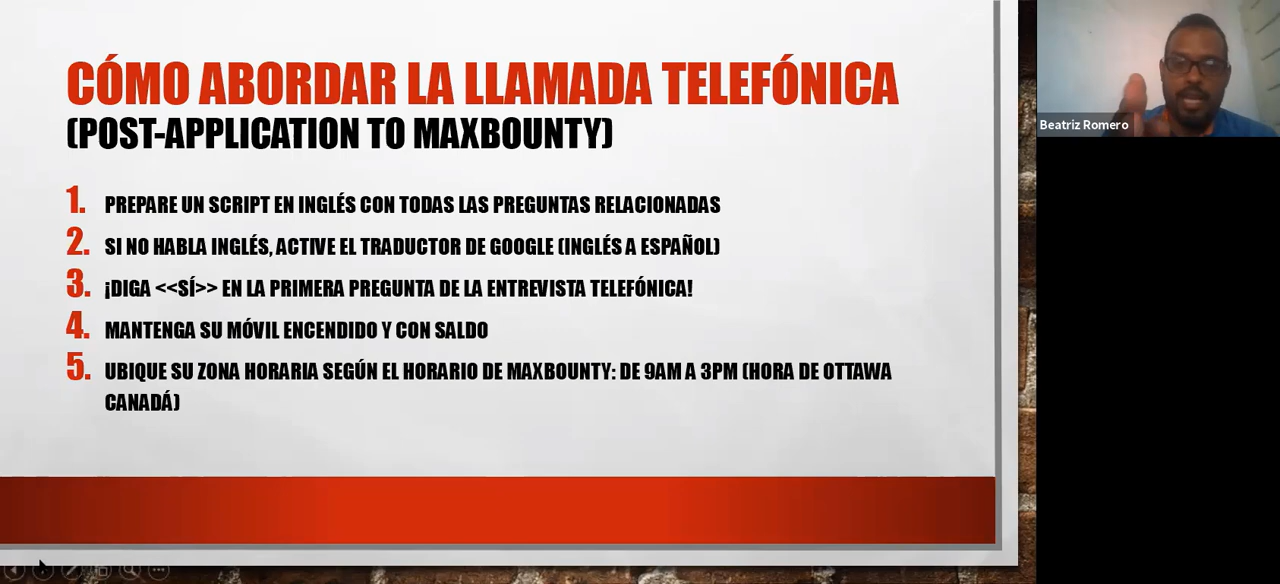 CÓMO ABORDAR LA LLAMADA TELEFÓNICA
(POST-APPLICATION TO MAXBOUNTY)
1. PREPARE UN SCRIPT EN INGLÉS CON TODAS LAS PREGUNTAS RELACIONADAS
2. SI NO HABLA INGLÉS, ACTIVE EL TRADUCTOR DE GOOGLE (INGLÉS A ESPAÑOL)
3. ¡DIGA <<SÍ>> EN LA PRIMERA PREGUNTA DE LA ENTREVISTA TELEFÓNICA!
4. MANTENGA SU MÓVIL ENCENDIDO Y CON SALDO
5. UBIQUE SU ZONA HORARIA SEGÚN EL HORARIO DE MAXBOUNTY: DE 9AM A 3PM (HORA DE OTTAWA
CANADÁ)
Beatriz Romero